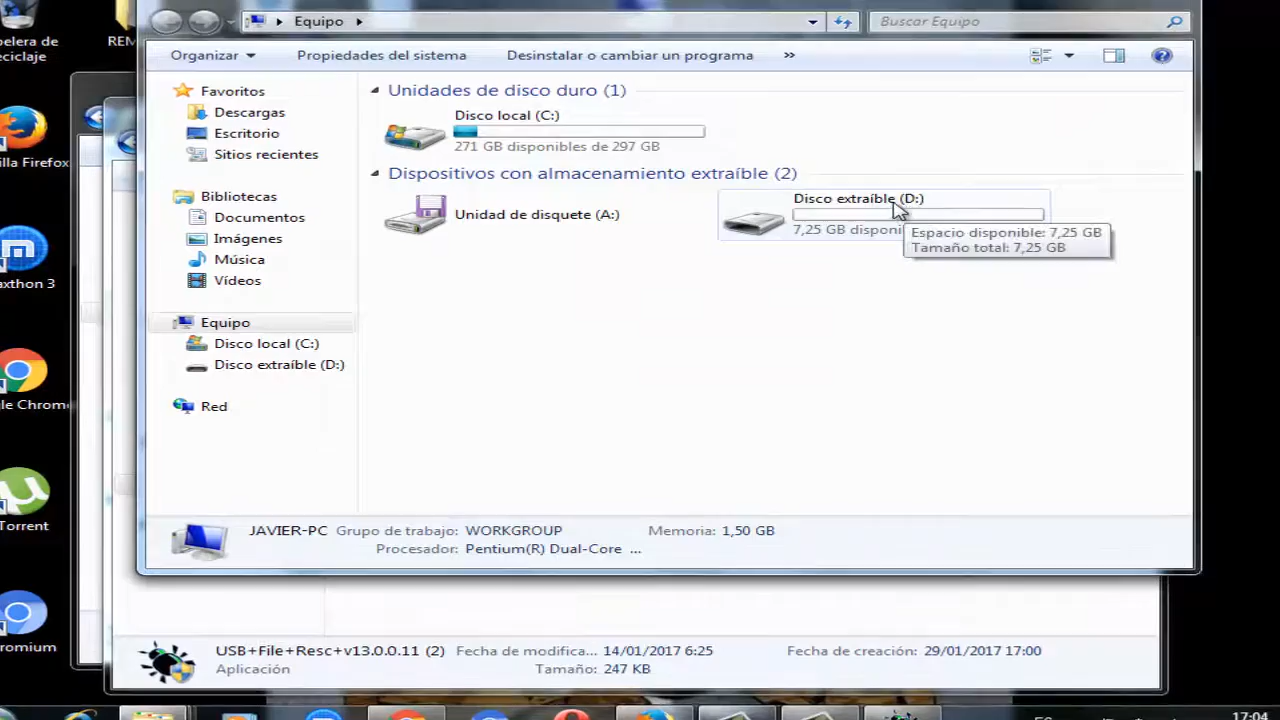 Equipo
Buscar Equipo
Organizar
Propiedades del sistema
Desinstalar o cambiar un programa
»
Favoritos
Descargas
Escritorio
Sitios recientes
Bibliotecas
Documentos
Imágenes
Música
Vídeos
Equipo
Disco local (C:)
Disco extraíble (D:)
Red
Unidades de disco duro (1)
Disco local (C:)
271 GB disponibles de 297 GB
Dispositivos con almacenamiento extraíble (2)
Unidad de disquete (A:)
Disco extraíble (D:)
7,25 GB disponi
Espacio disponible: 7,25 GB
Tamaño total: 7,25 GB
JAVIER-PC Grupo de trabajo: WORKGROUP Memoria: 1,50 GB
Procesador: Pentium(R) Dual-Core ...
USB+File+Resc+v13.0.0.11 (2) Fecha de modifica... 14/01/2017 6:25 Fecha de creación: 29/01/2017 17:00
Aplicación Tamaño: 247 KB
pelera de
eciclaje
REM
illa Firefox
axthon 3
gle Chrom
Torrent
romium
17:04